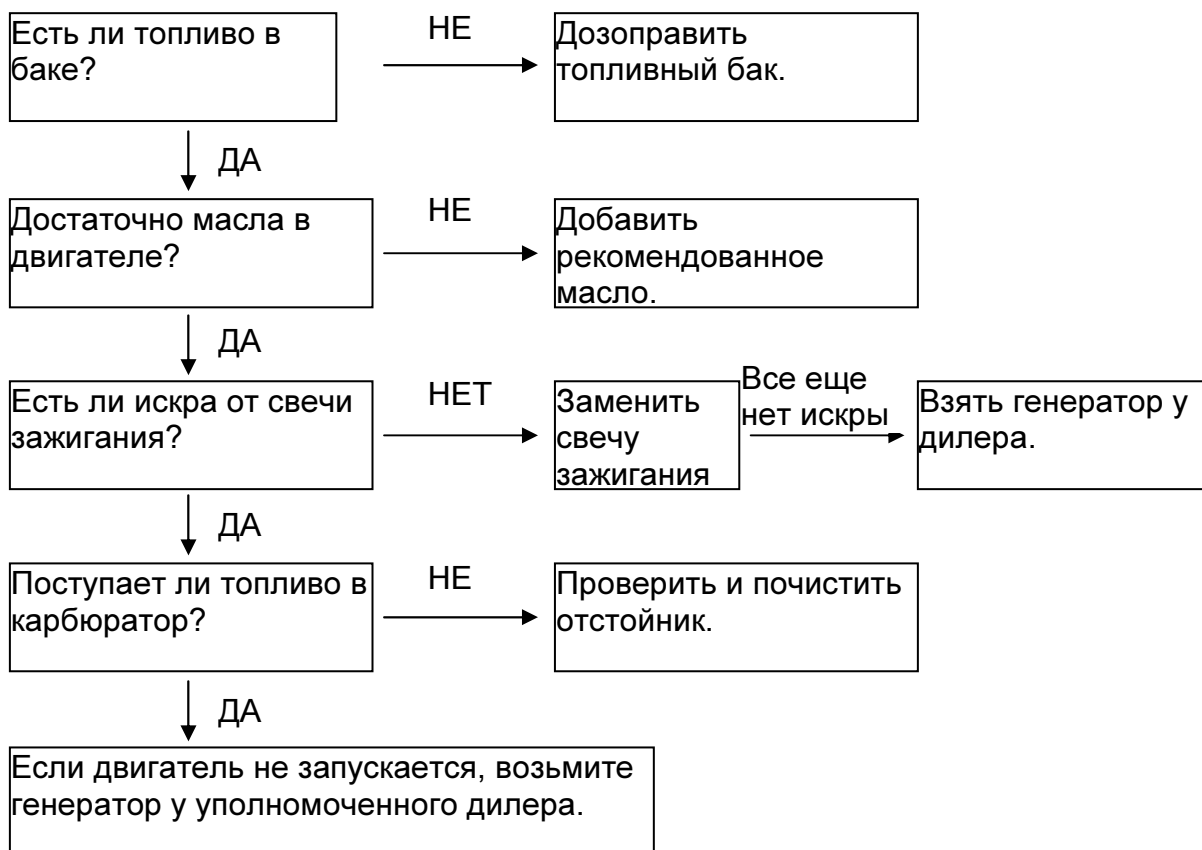 Есть ли топливо в
баке?
НЕ
Дозоправить
топливный бак.
ДА
Достаточно масла в
двигателе?
НЕ
Добавить
рекомендованное
масло.
ДА
Есть ли искра от свечи
зажигания?
НЕТ
Заменить
свечу
зажигания
Все еще
нет искры
Взять генератор у
дилера.
ДА
Поступает ли топливо в
карбюратор?
НЕ
Проверить и почистить
отстойник.
ДА
Если двигатель не запускается, возьмите
генератор у уполномоченного дилера.